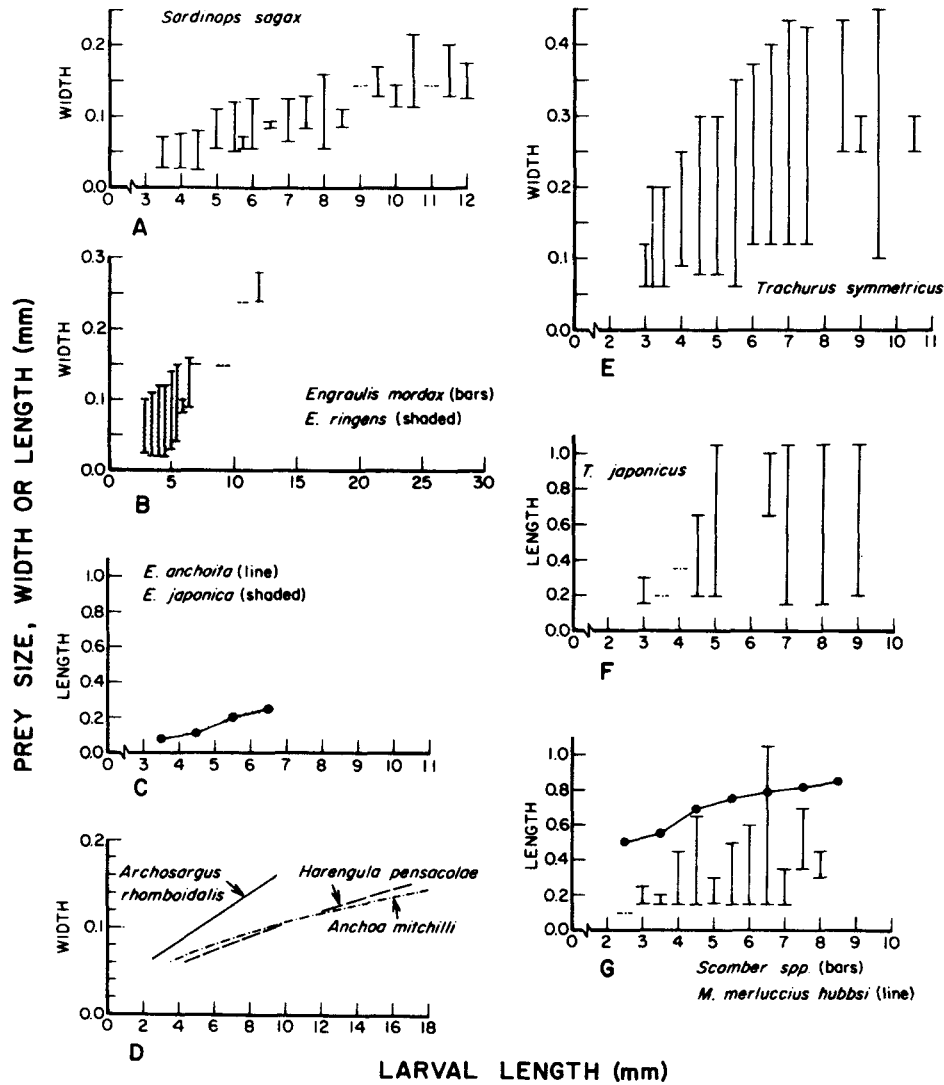 PREY SIZE, WIDTH OR LENGTH (mm)
Sardinops sagax
WIDTH
0.2
0.1
0.0
0 3 4 5 6 7 8 9 10 11 12
A
WIDTH
0.3
0.2
0.1
0.0
Engraulis mordax (bars)
E. ringens (shaded)
0 5 10 15 20 25 30
B
E. anchoita (line)
E. japonica (shaded)
LENGTH
1.0
0.8
0.6
0.4
0.2
0.0
0 3 4 5 6 7 8 9 10 11
C
WIDTH
0.2
0.1
0.0
Archosargus
rhomboidalis
Harengula pensacolae
Anchoa mitchilli
0 2 4 6 8 10 12 14 16 18
D
WIDTH
0.4
0.3
0.2
0.1
0.0
Trachurus symmetricus
0 2 3 4 5 6 7 8 9 10 11
E
T. japonicus
LENGTH
1.0
0.8
0.6
0.4
0.2
0.0
0 2 3 4 5 6 7 8 9 10
F
LENGTH
1.0
0.8
0.6
0.4
0.2
0.0
0 2 3 4 5 6 7 8 9 10
G
Scomber spp. (bars)
M. merluccius hubbsi (line)
LARVAL LENGTH (mm)